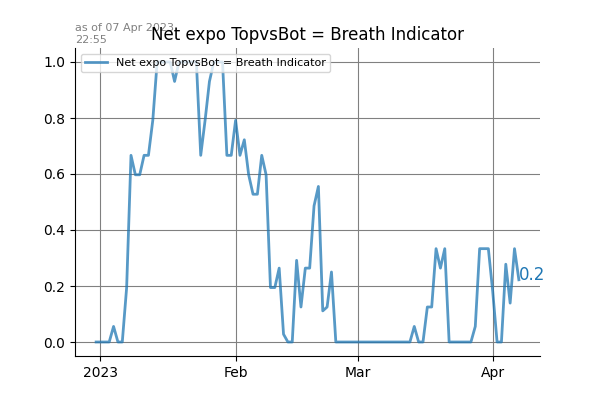 as of 07 Apr 2023
22:55
Net expo TopvsBot = Breath Indicator
Net expo TopvsBot = Breath Indicator
1.0
0.8
0.6
0.4
0.2
0.0
0.2
2023
Feb
Mar
Apr